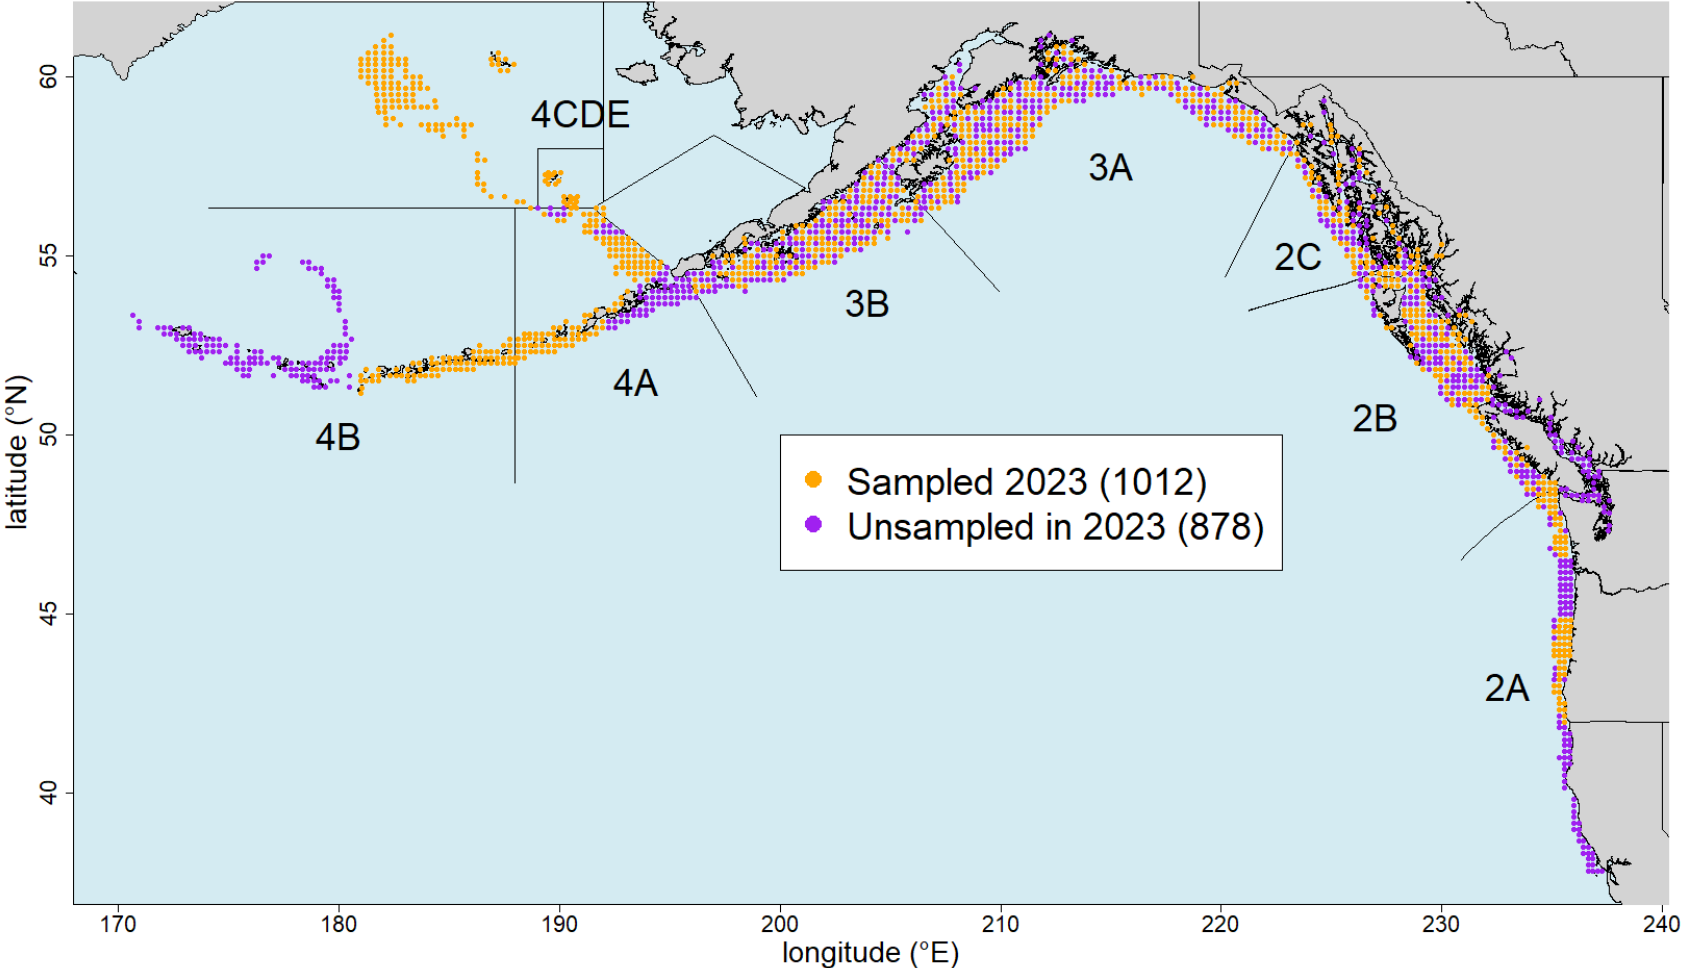 60
55
50
45
40
latitude (°N)
4CDE
3A
2C
3B
4A
2B
4B
2A
Sampled 2023 (1012)
Unsampled in 2023 (878)
170
180
190
200
210
220
230
240
longitude (°E)